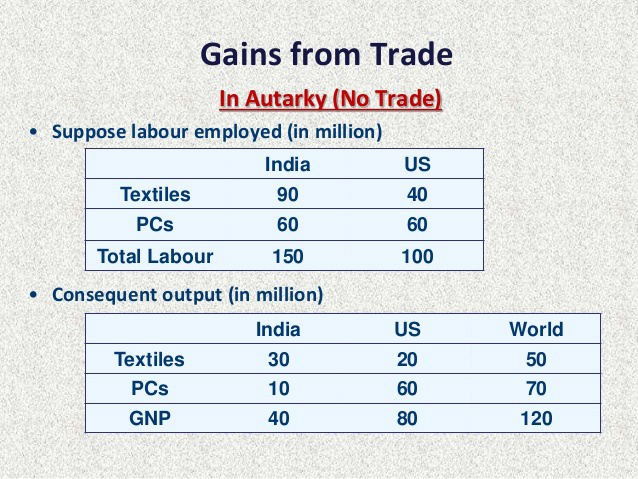 Gains from Trade
In Autarky (No Trade)
• Suppose labour employed (in million)
India US
Textiles 90 40
PCs 60 60
Total Labour 150 100
• Consequent output (in million)
India US World
Textiles 30 20 50
PCs 10 60 70
GNP 40 80 120